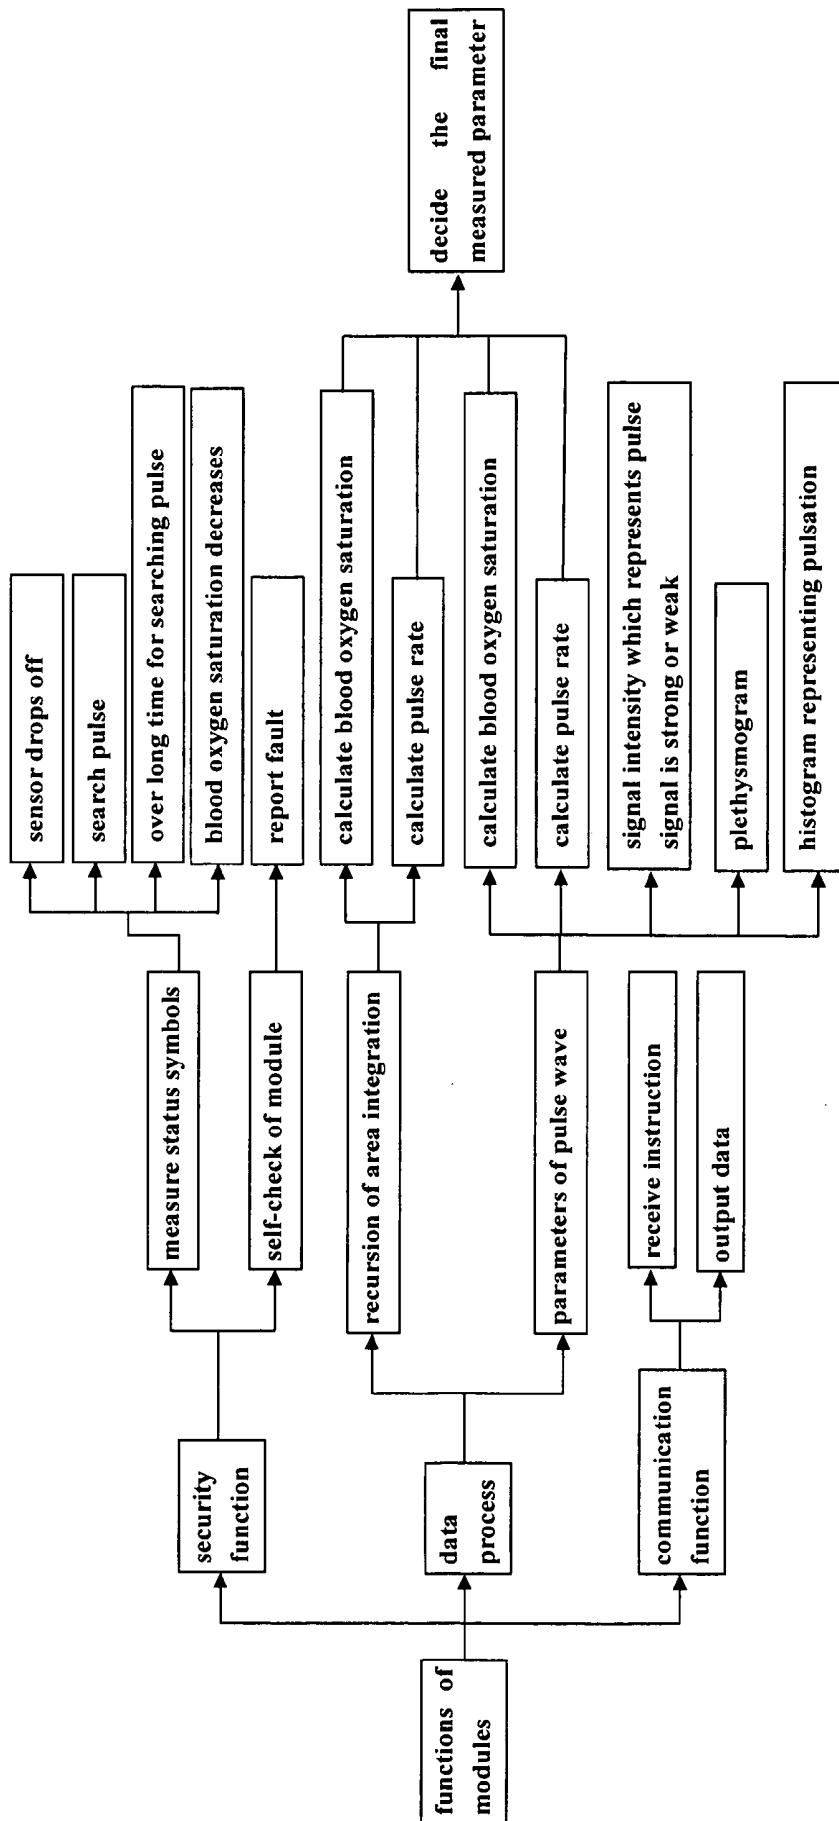 functions of
modules
security
function
data
process
communication
function
measure status symbols
self-check of module
recursion of area integration
parameters of pulse wave
receive instruction
output data
sensor drops off
search pulse
over long time for searching pulse
blood oxygen saturation decreases
report fault
calculate blood oxygen saturation
calculate pulse rate
calculate blood oxygen saturation
calculate pulse rate
signal intensity which represents pulse
signal is strong or weak
plethysmogram
histogram representing pulsation
decide the final
measured parameter